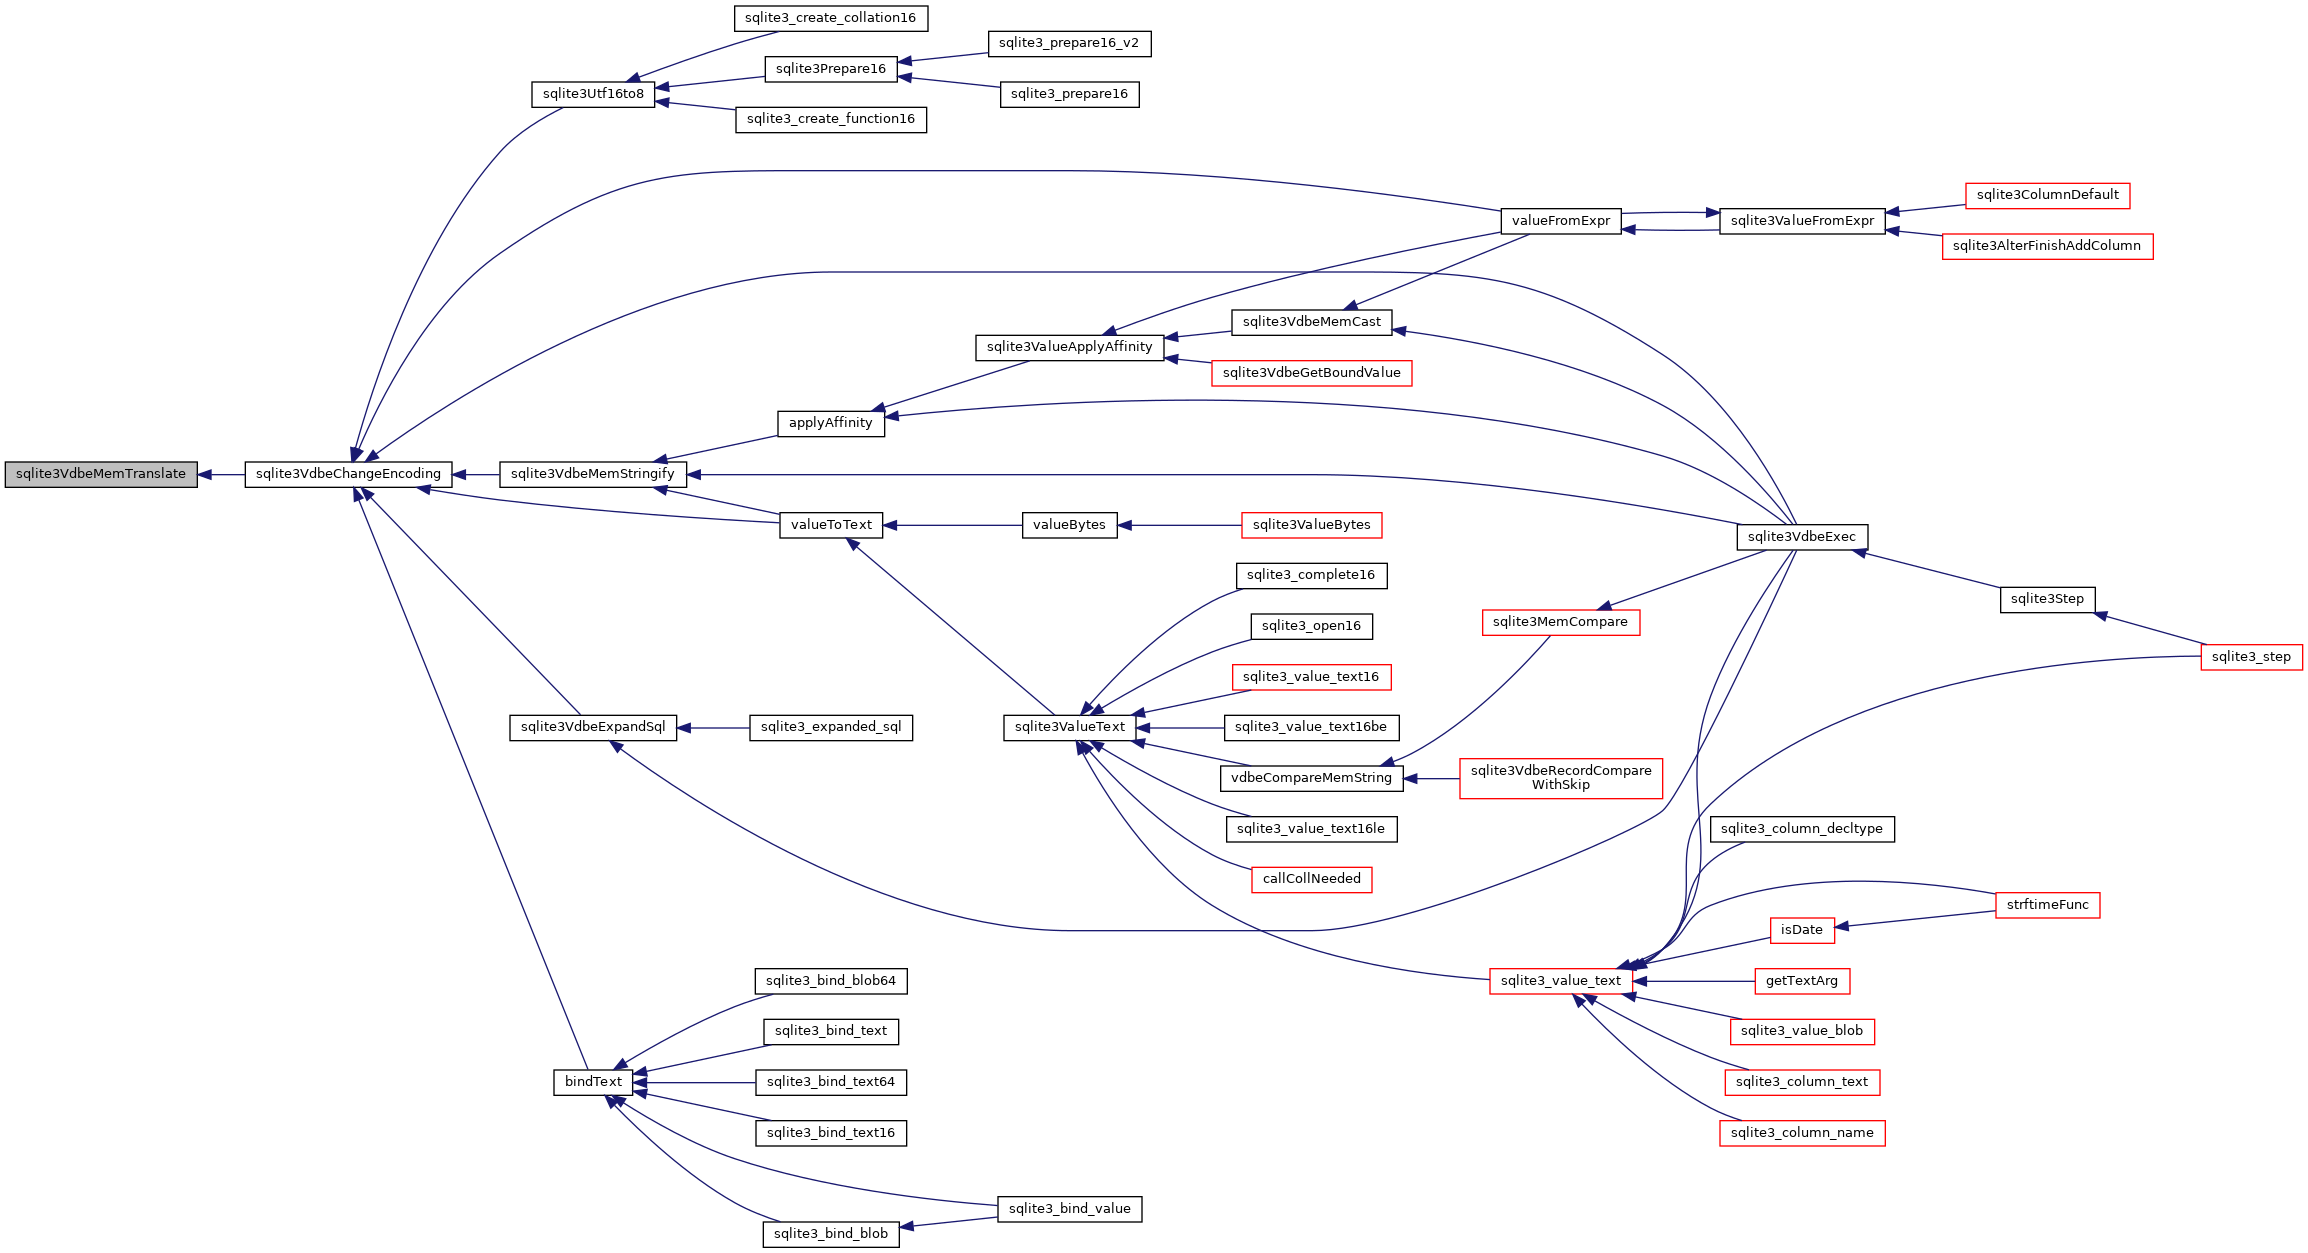 sqlite3_create_collation16
sqlite3_prepare16_v2
sqlite3Prepare16
sqlite3Utf16to8
sqlite3_prepare16
sqlite3_create_function16
sqlite3ColumnDefault
valueFromExpr
sqlite3ValueFromExpr
sqlite3AlterFinishAddColumn
sqlite3VdbeMemCast
sqlite3ValueApplyAffinity
sqlite3VdbeGetBoundValue
applyAffinity
sqlite3VdbeMemTranslate
sqlite3VdbeChangeEncoding
sqlite3VdbeMemStringify
valueToText
valueBytes
sqlite3ValueBytes
sqlite3VdbeExec
sqlite3_complete16
sqlite3Step
sqlite3_open16
sqlite3MemCompare
sqlite3_step
sqlite3_value_text16
sqlite3VdbeExpandSql
sqlite3_expanded_sql
sqlite3ValueText
sqlite3_value_text16be
vdbeCompareMemString
sqlite3VdbeRecordCompare
WithSkip
sqlite3_value_text16le
sqlite3_column_decltype
callCollNeeded
strftimeFunc
isDate
sqlite3_bind_blob64
sqlite3_value_text
getTextArg
sqlite3_bind_text
sqlite3_value_blob
bindText
sqlite3_bind_text64
sqlite3_column_text
sqlite3_bind_text16
sqlite3_column_name
sqlite3_bind_value
sqlite3_bind_blob